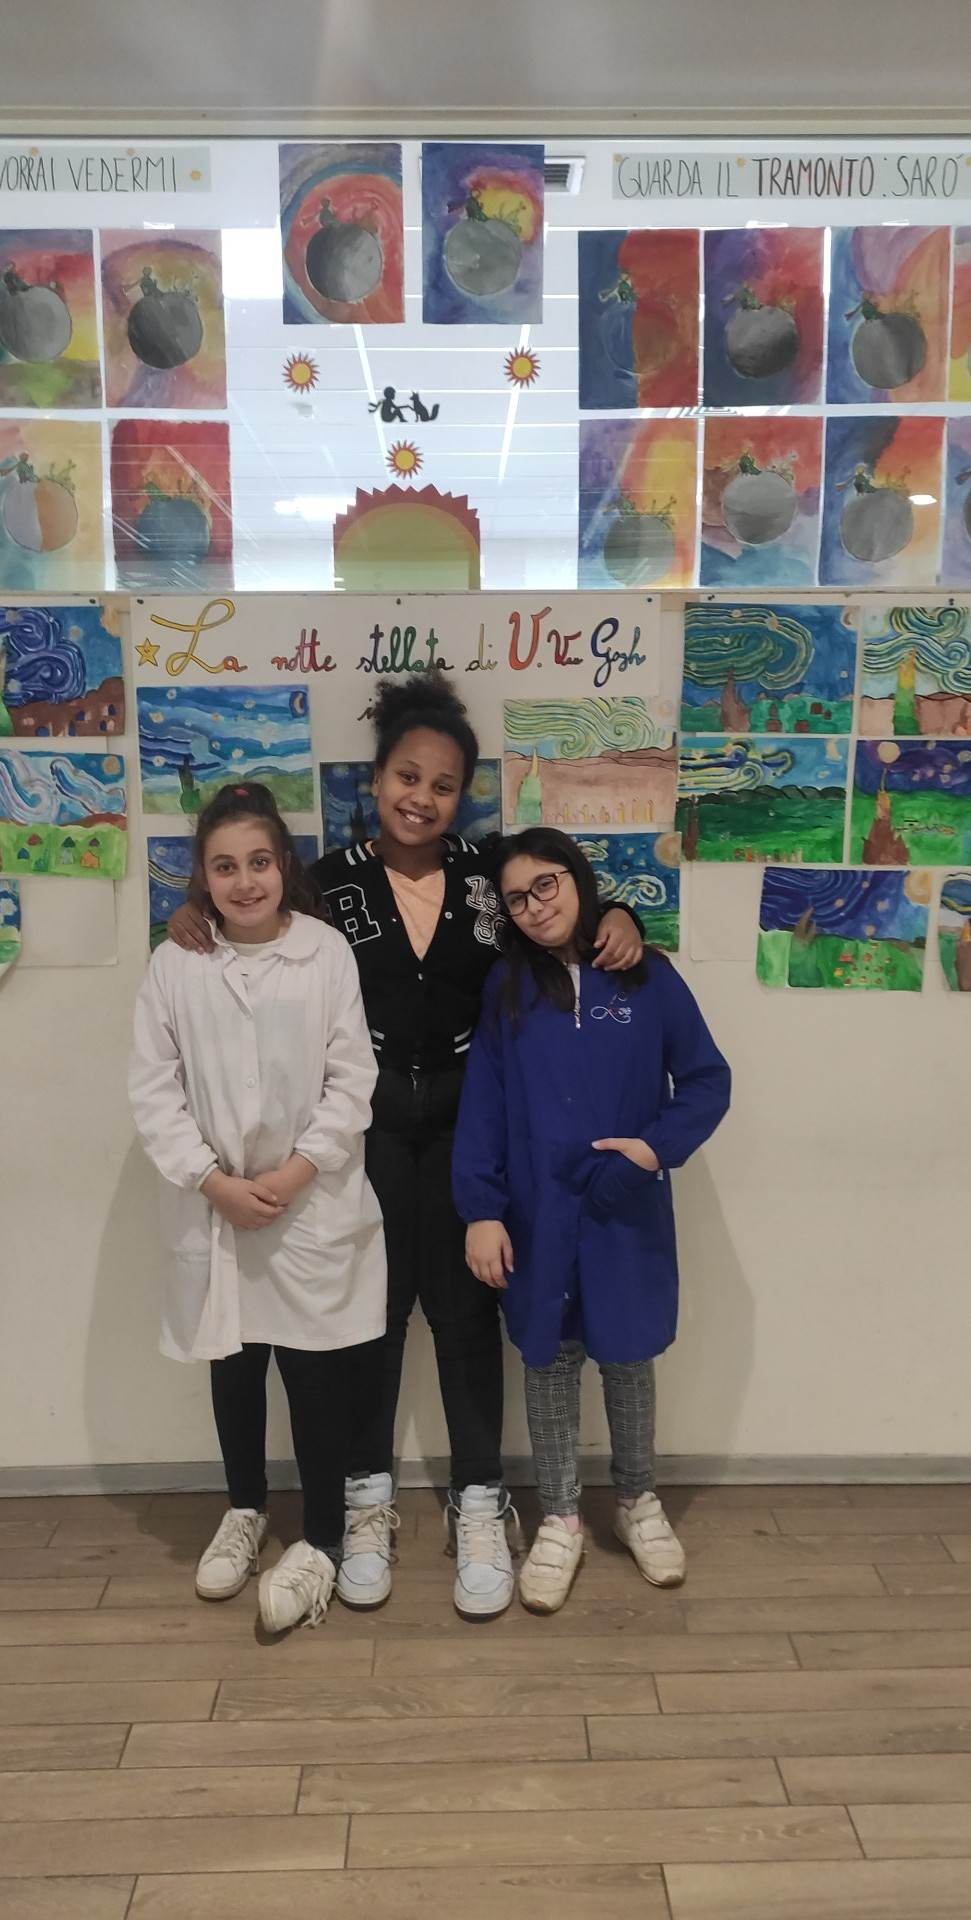 VORRAI VEDERMI
GUARDA IL TRAMONTO: SARÒ
La notte stellata di V. Van Gogh
R